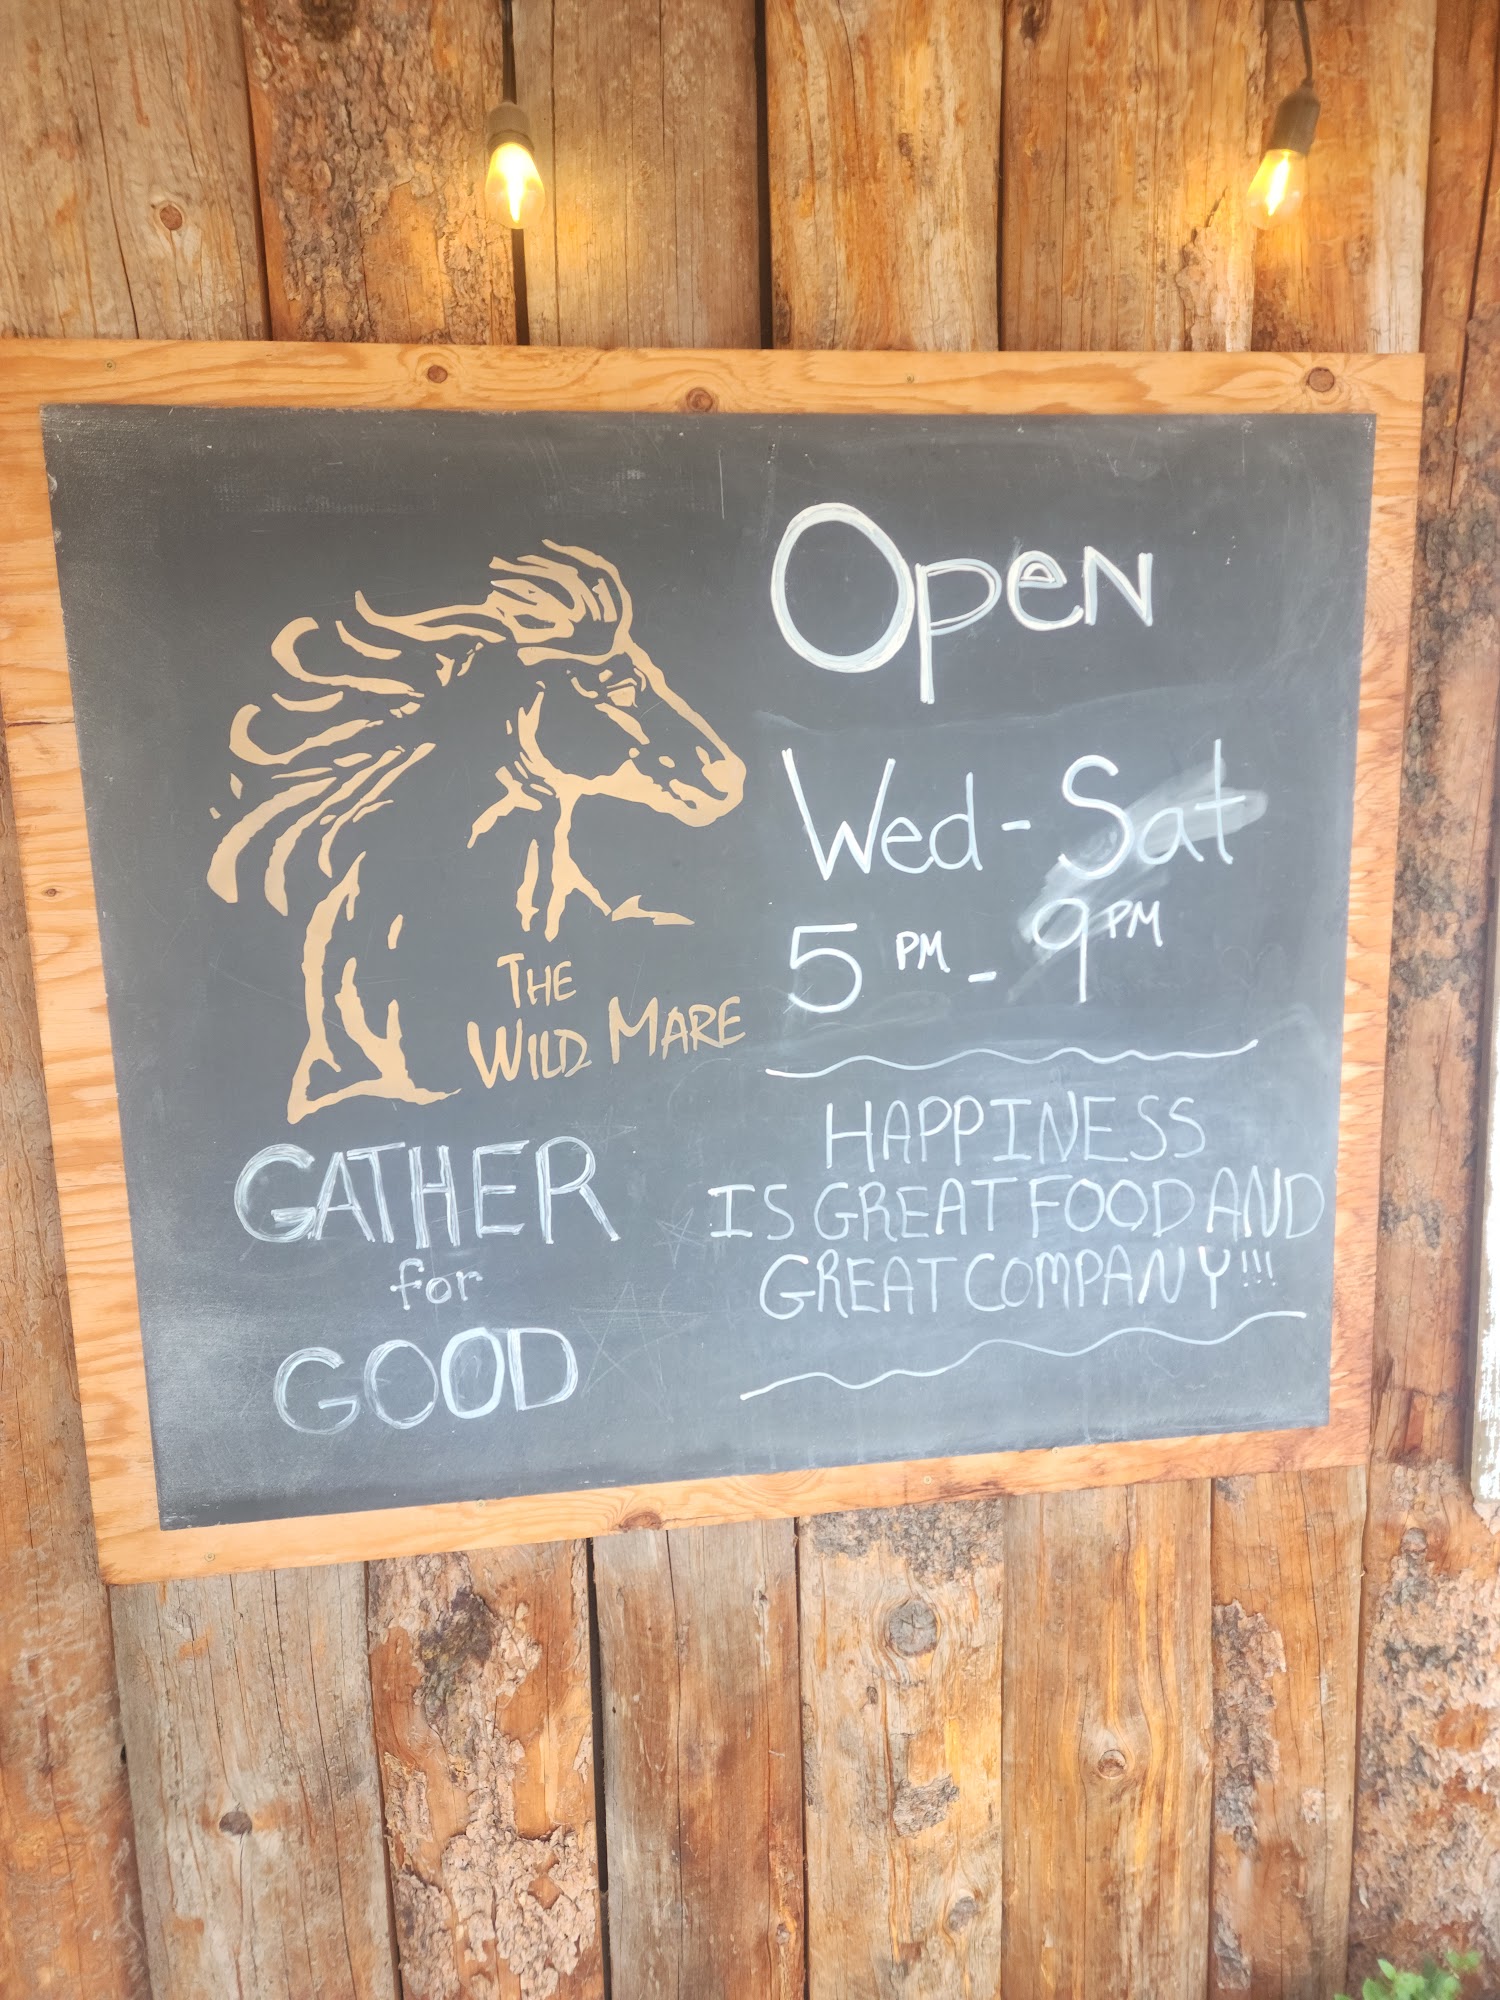 THE
WILD MARE
GATHER
for
GOOD
Open
Wed - Sat
5 PM - 9 PM
HAPPINESS
IS GREAT FOOD AND
GREAT COMPANY!!!